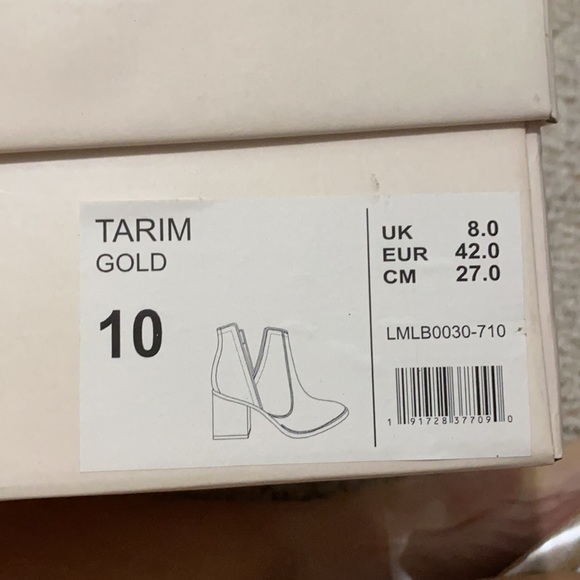 TARIM
GOLD
10
UK 8.0
EUR 42.0
CM 27.0
LMLB0030-710
1 91728 37709 0